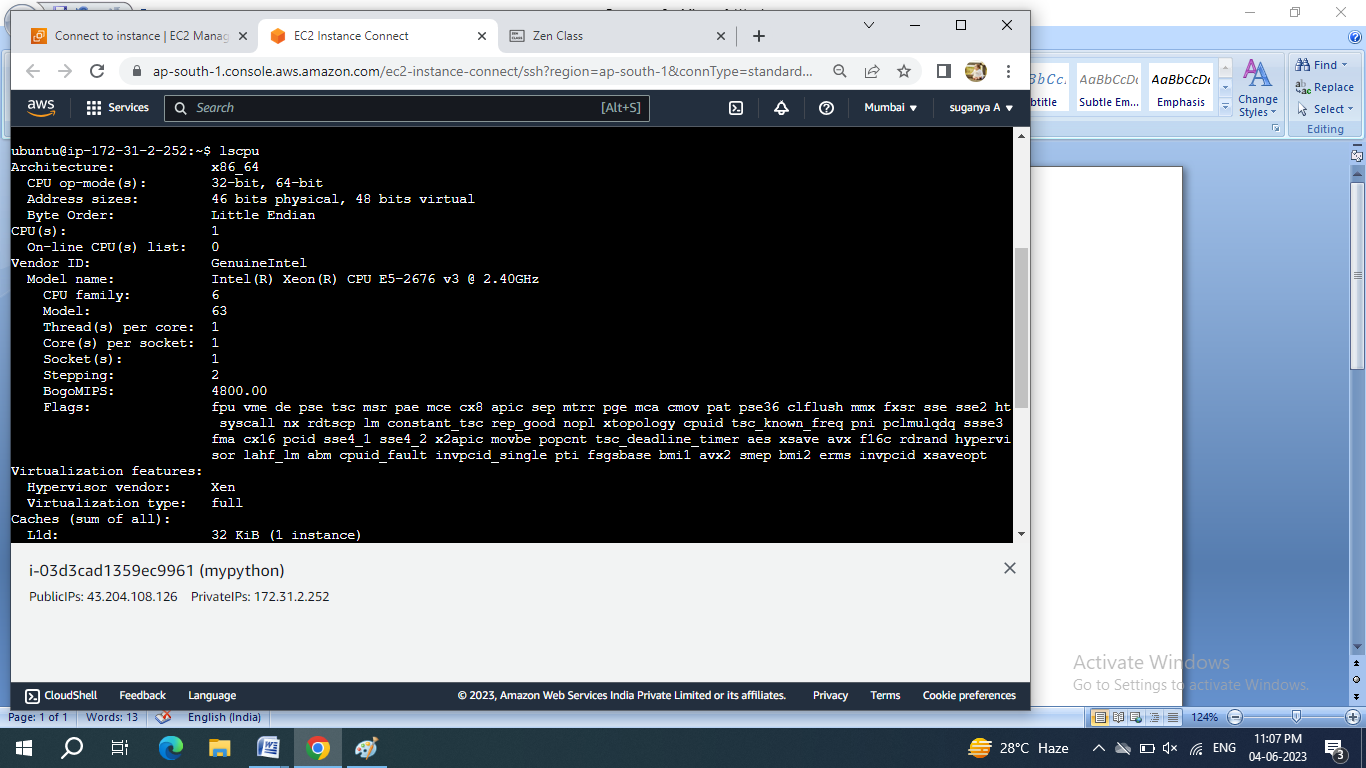 Connect to instance | EC2 Manag
EC2 Instance Connect
Zen Class
ap-south-1.console.aws.amazon.com/ec2-instance-connect/ssh?region=ap-south-1&connType=standard...
aws
Services
Search
[Alt+S]
Mumbai
suganya A
ubuntu@ip-172-31-2-252:~$ lscpu
Architecture: x86_64
CPU op-mode(s): 32-bit, 64-bit
Address sizes: 46 bits physical, 48 bits virtual
Byte Order: Little Endian
CPU(s): 1
On-line CPU(s) list: 0
Vendor ID: GenuineIntel
Model name: Intel(R) Xeon(R) CPU E5-2676 v3 @ 2.40GHz
CPU family: 6
Model: 63
Thread(s) per core: 1
Core(s) per socket: 1
Socket(s): 1
Stepping: 2
BogoMIPS: 4800.00
Flags: fpu vme de pse tsc msr pae mce cx8 apic sep mtrr pge mca cmov pat pse36 clflush mmx fxsr sse sse2 ht
syscall nx rdtscp lm constant_tsc rep_good nopl xtopology cpuid tsc_known_freq pni pclmulqdq ssse3
fma cx16 pcid sse4_1 sse4_2 x2apic movbe popcnt tsc_deadline_timer aes xsave avx f16c rdrand hypervi
sor lahf_lm abm cpuid_fault invpcid_single pti fsgsbase bmi1 avx2 smep bmi2 erms invpcid xsaveopt
Virtualization features:
Hypervisor vendor: Xen
Virtualization type: full
Caches (sum of all):
L1d: 32 KiB (1 instance)
i-03d3cad1359ec9961 (mypython)
PublicIPs: 43.204.108.126 PrivateIPs: 172.31.2.252
CloudShell Feedback Language
© 2023, Amazon Web Services India Private Limited or its affiliates. Privacy Terms Cookie preferences
AaBbCcDc AaBbCcDc
btitle Subtle Em... Emphasis
Change
Styles
Find
Replace
Select
Editing
Activate Windows
Go to Settings to activate Windows.
Page: 1 of 1 Words: 13 English (India)
124%
28°C Haze
ENG
11:07 PM
04-06-2023
3